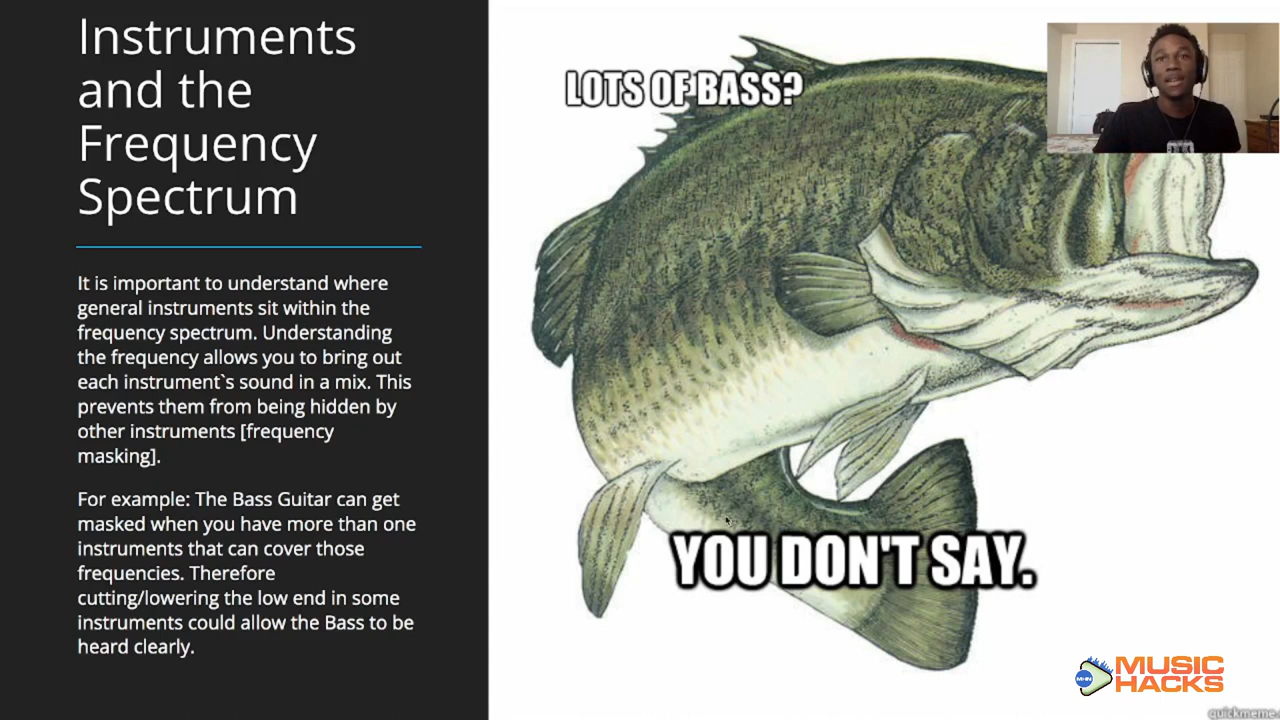 Instruments
and the
Frequency
Spectrum
It is important to understand where
general instruments sit within the
frequency spectrum. Understanding
the frequency allows you to bring out
each instrument`s sound in a mix. This
prevents them from being hidden by
other instruments [frequency
masking].
For example: The Bass Guitar can get
masked when you have more than one
instruments that can cover those
frequencies. Therefore
cutting/lowering the low end in some
instruments could allow the Bass to be
heard clearly.
LOTS OF BASS?
YOU DON'T SAY.
MHN
MUSIC
HACKS